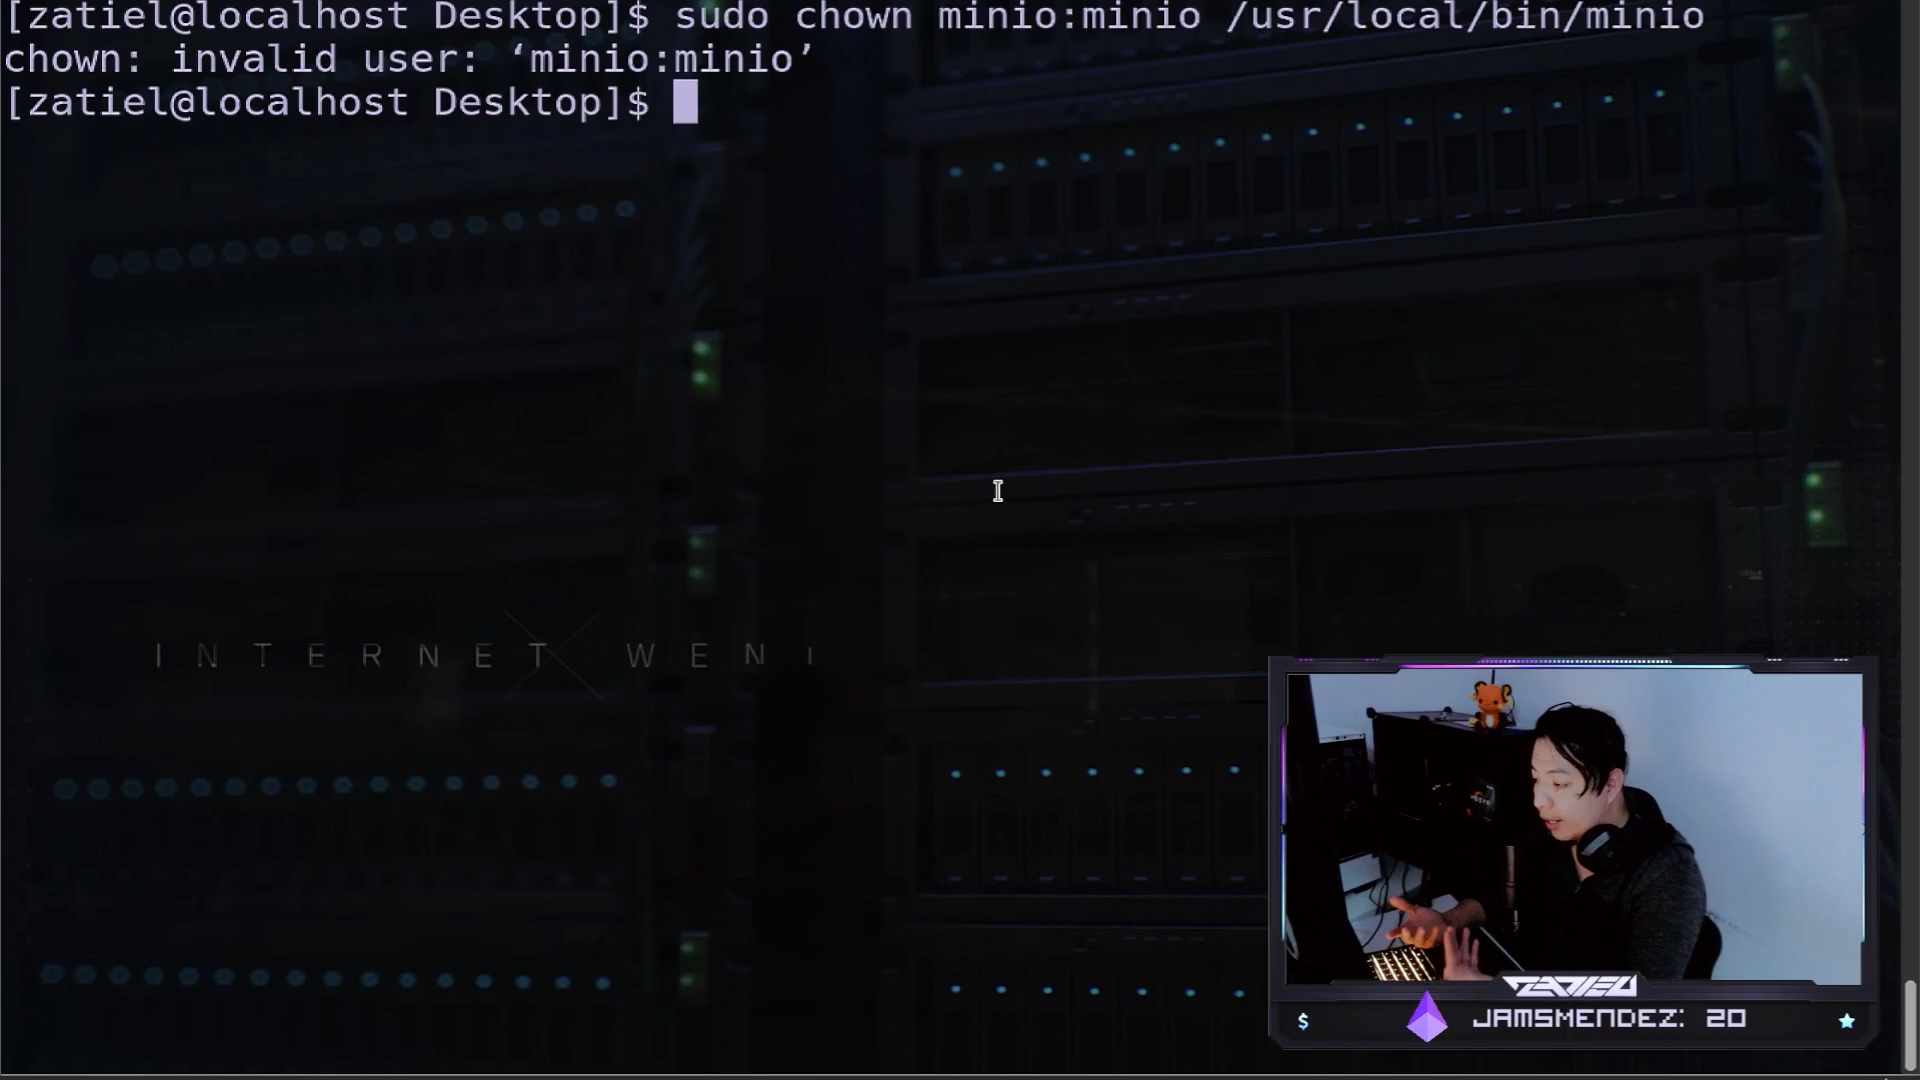 [zatiel@localhost Desktop]$ sudo chown minio:minio /usr/local/bin/minio
chown: invalid user: ‘minio:minio’
[zatiel@localhost Desktop]$
INTERNET WEN
ZATIEL
$ JAMSMENDEZ: 20